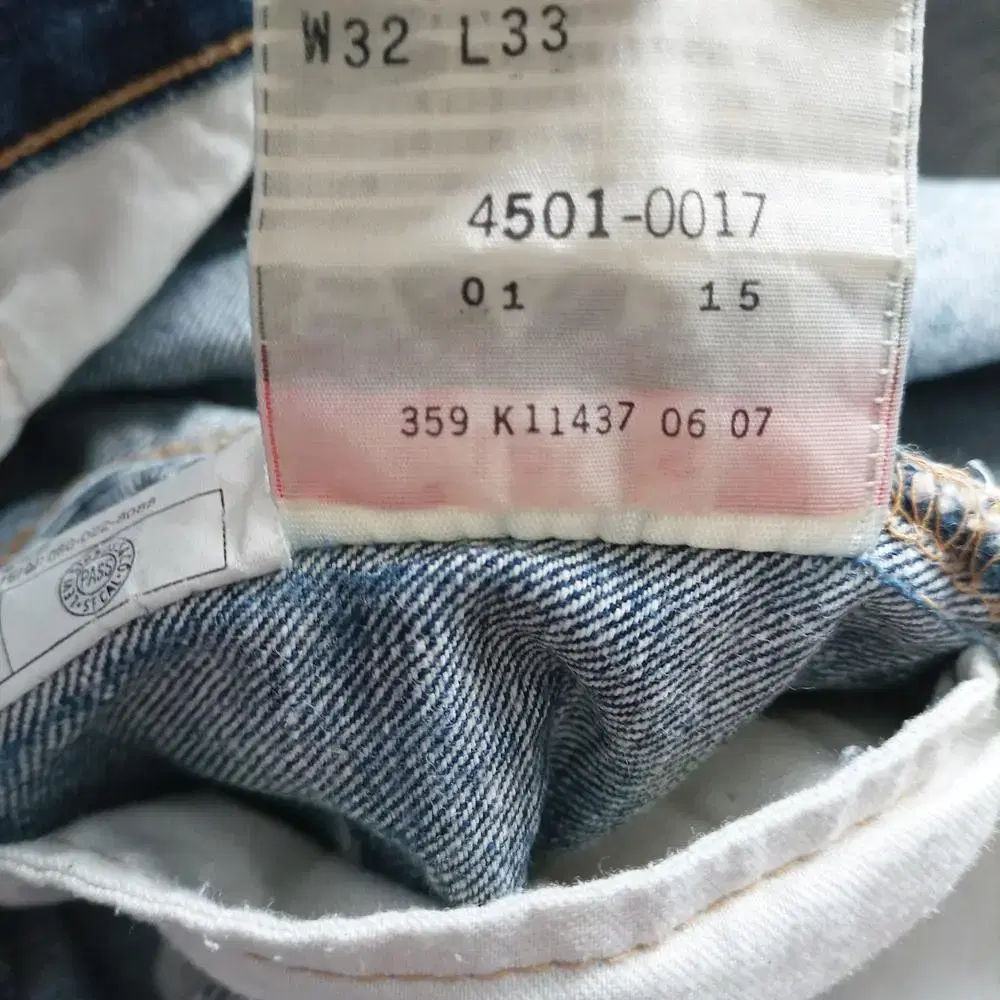 W32 L33
4501-0017
01 15
359 K11437 06 07
PASS